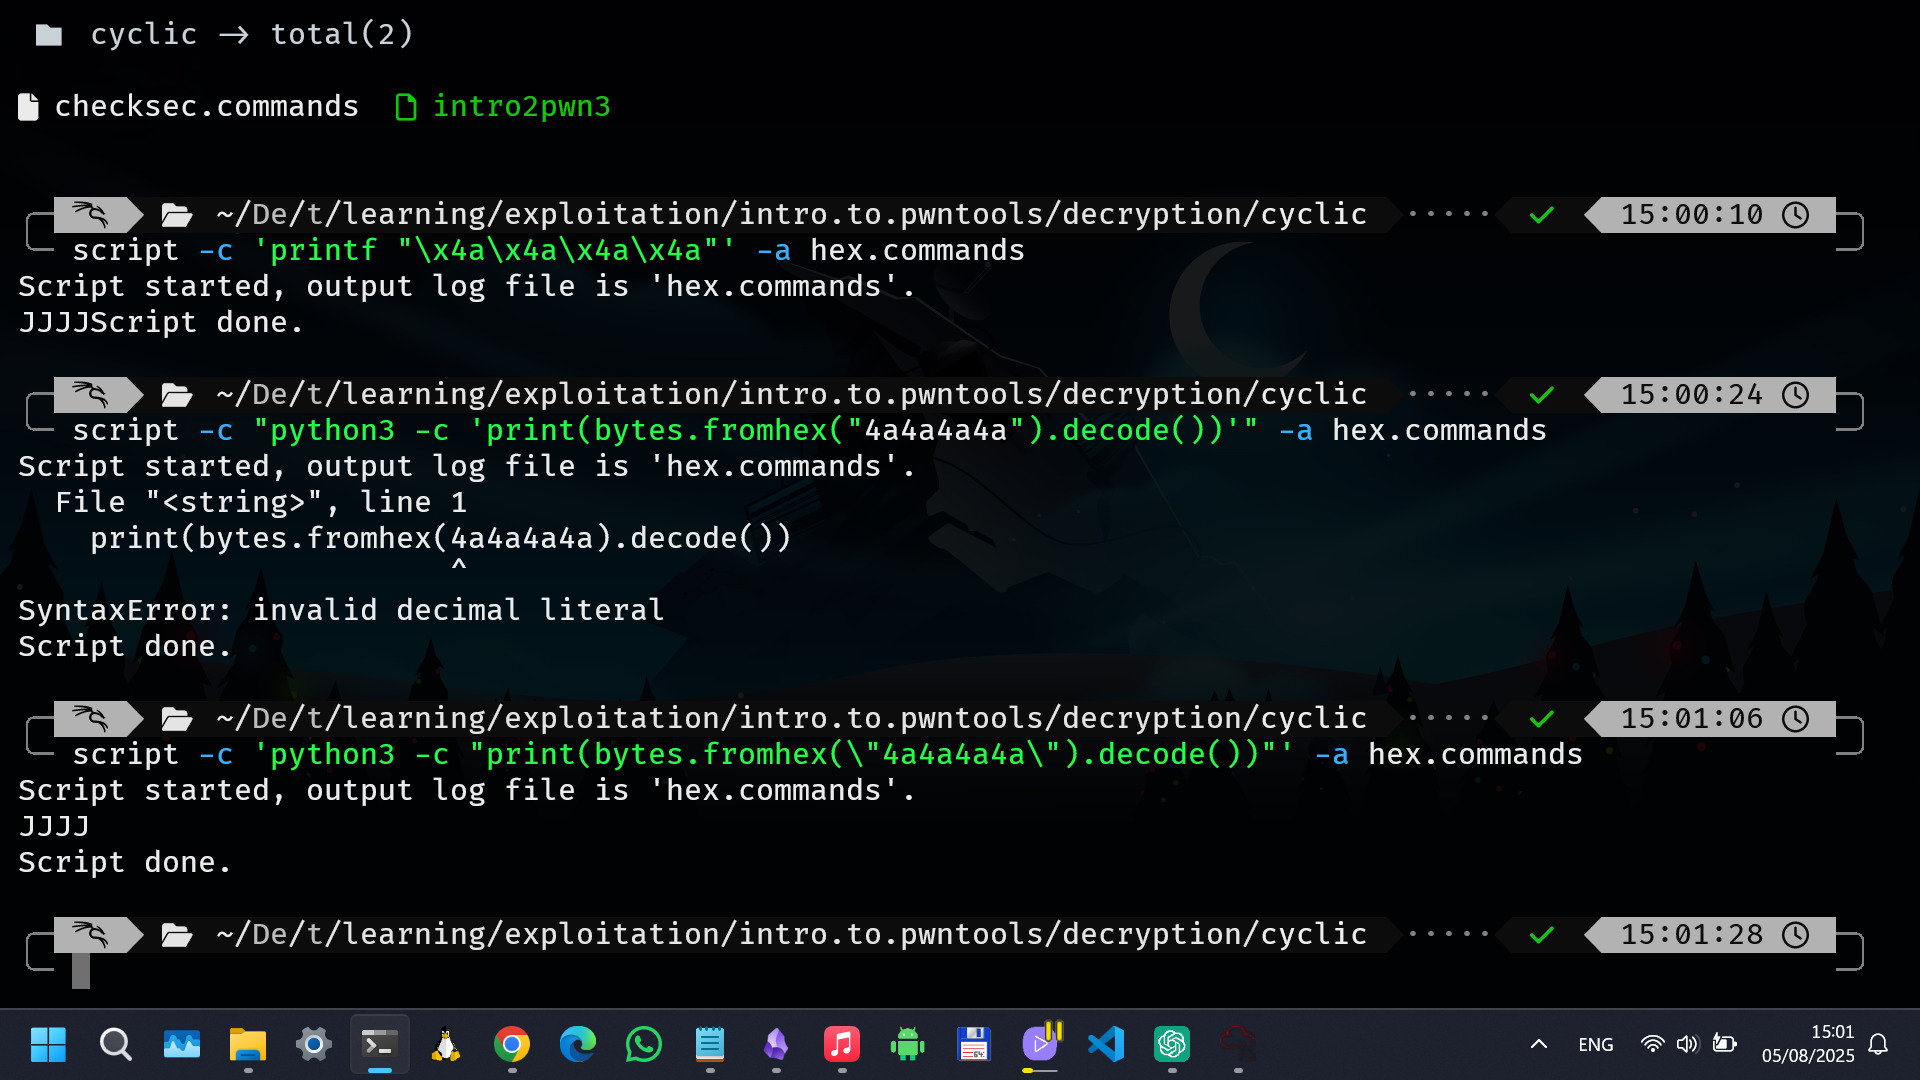 cyclic → total(2)
checksec.commands intro2pwn3
~/De/t/learning/exploitation/intro.to.pwntools/decryption/cyclic ····· ✓ 15:00:10
script -c 'printf "\x4a\x4a\x4a\x4a"' -a hex.commands
Script started, output log file is 'hex.commands'.
JJJJScript done.
~/De/t/learning/exploitation/intro.to.pwntools/decryption/cyclic ····· ✓ 15:00:24
script -c "python3 -c 'print(bytes.fromhex("4a4a4a4a").decode())'" -a hex.commands
Script started, output log file is 'hex.commands'.
  File "<string>", line 1
    print(bytes.fromhex(4a4a4a4a).decode())
                        ^
SyntaxError: invalid decimal literal
Script done.
~/De/t/learning/exploitation/intro.to.pwntools/decryption/cyclic ····· ✓ 15:01:06
script -c 'python3 -c "print(bytes.fromhex(\"4a4a4a4a\").decode())"' -a hex.commands
Script started, output log file is 'hex.commands'.
JJJJ
Script done.
~/De/t/learning/exploitation/intro.to.pwntools/decryption/cyclic ····· ✓ 15:01:28
64
ENG
15:01
05/08/2025